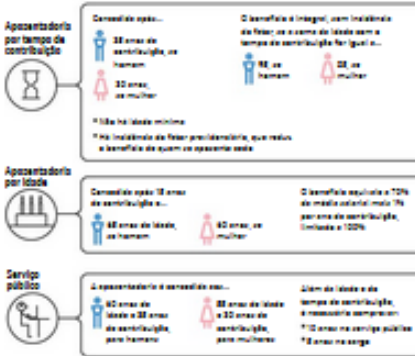 Aposentadoria
por tempo de
contribuição
Concedido após...
35 anos de
contribuição, se
homem
30 anos,
se mulher
O benefício é integral, sem incidência
do fator, se a soma da idade com o
tempo de contribuição for igual a...
95, se
homem
85, se
mulher
* Não há idade mínima
* Há incidência do fator previdenciário, que reduz
o benefício de quem se aposenta cedo
Aposentadoria
por idade
Concedido após 15 anos
de contribuição e...
65 anos de idade,
se homem
60 anos, se
mulher
O benefício equivale a 70%
da média salarial mais 1%
por ano de contribuição,
limitado a 100%
Serviço
público
A aposentadoria é concedida aos...
60 anos de
idade e 35 anos
de contribuição,
para homens
55 anos de idade
e 30 anos de
contribuição,
para mulheres
Além da idade e do
tempo de contribuição,
é necessário comprovar:
* 10 anos no serviço público
* 5 anos no cargo